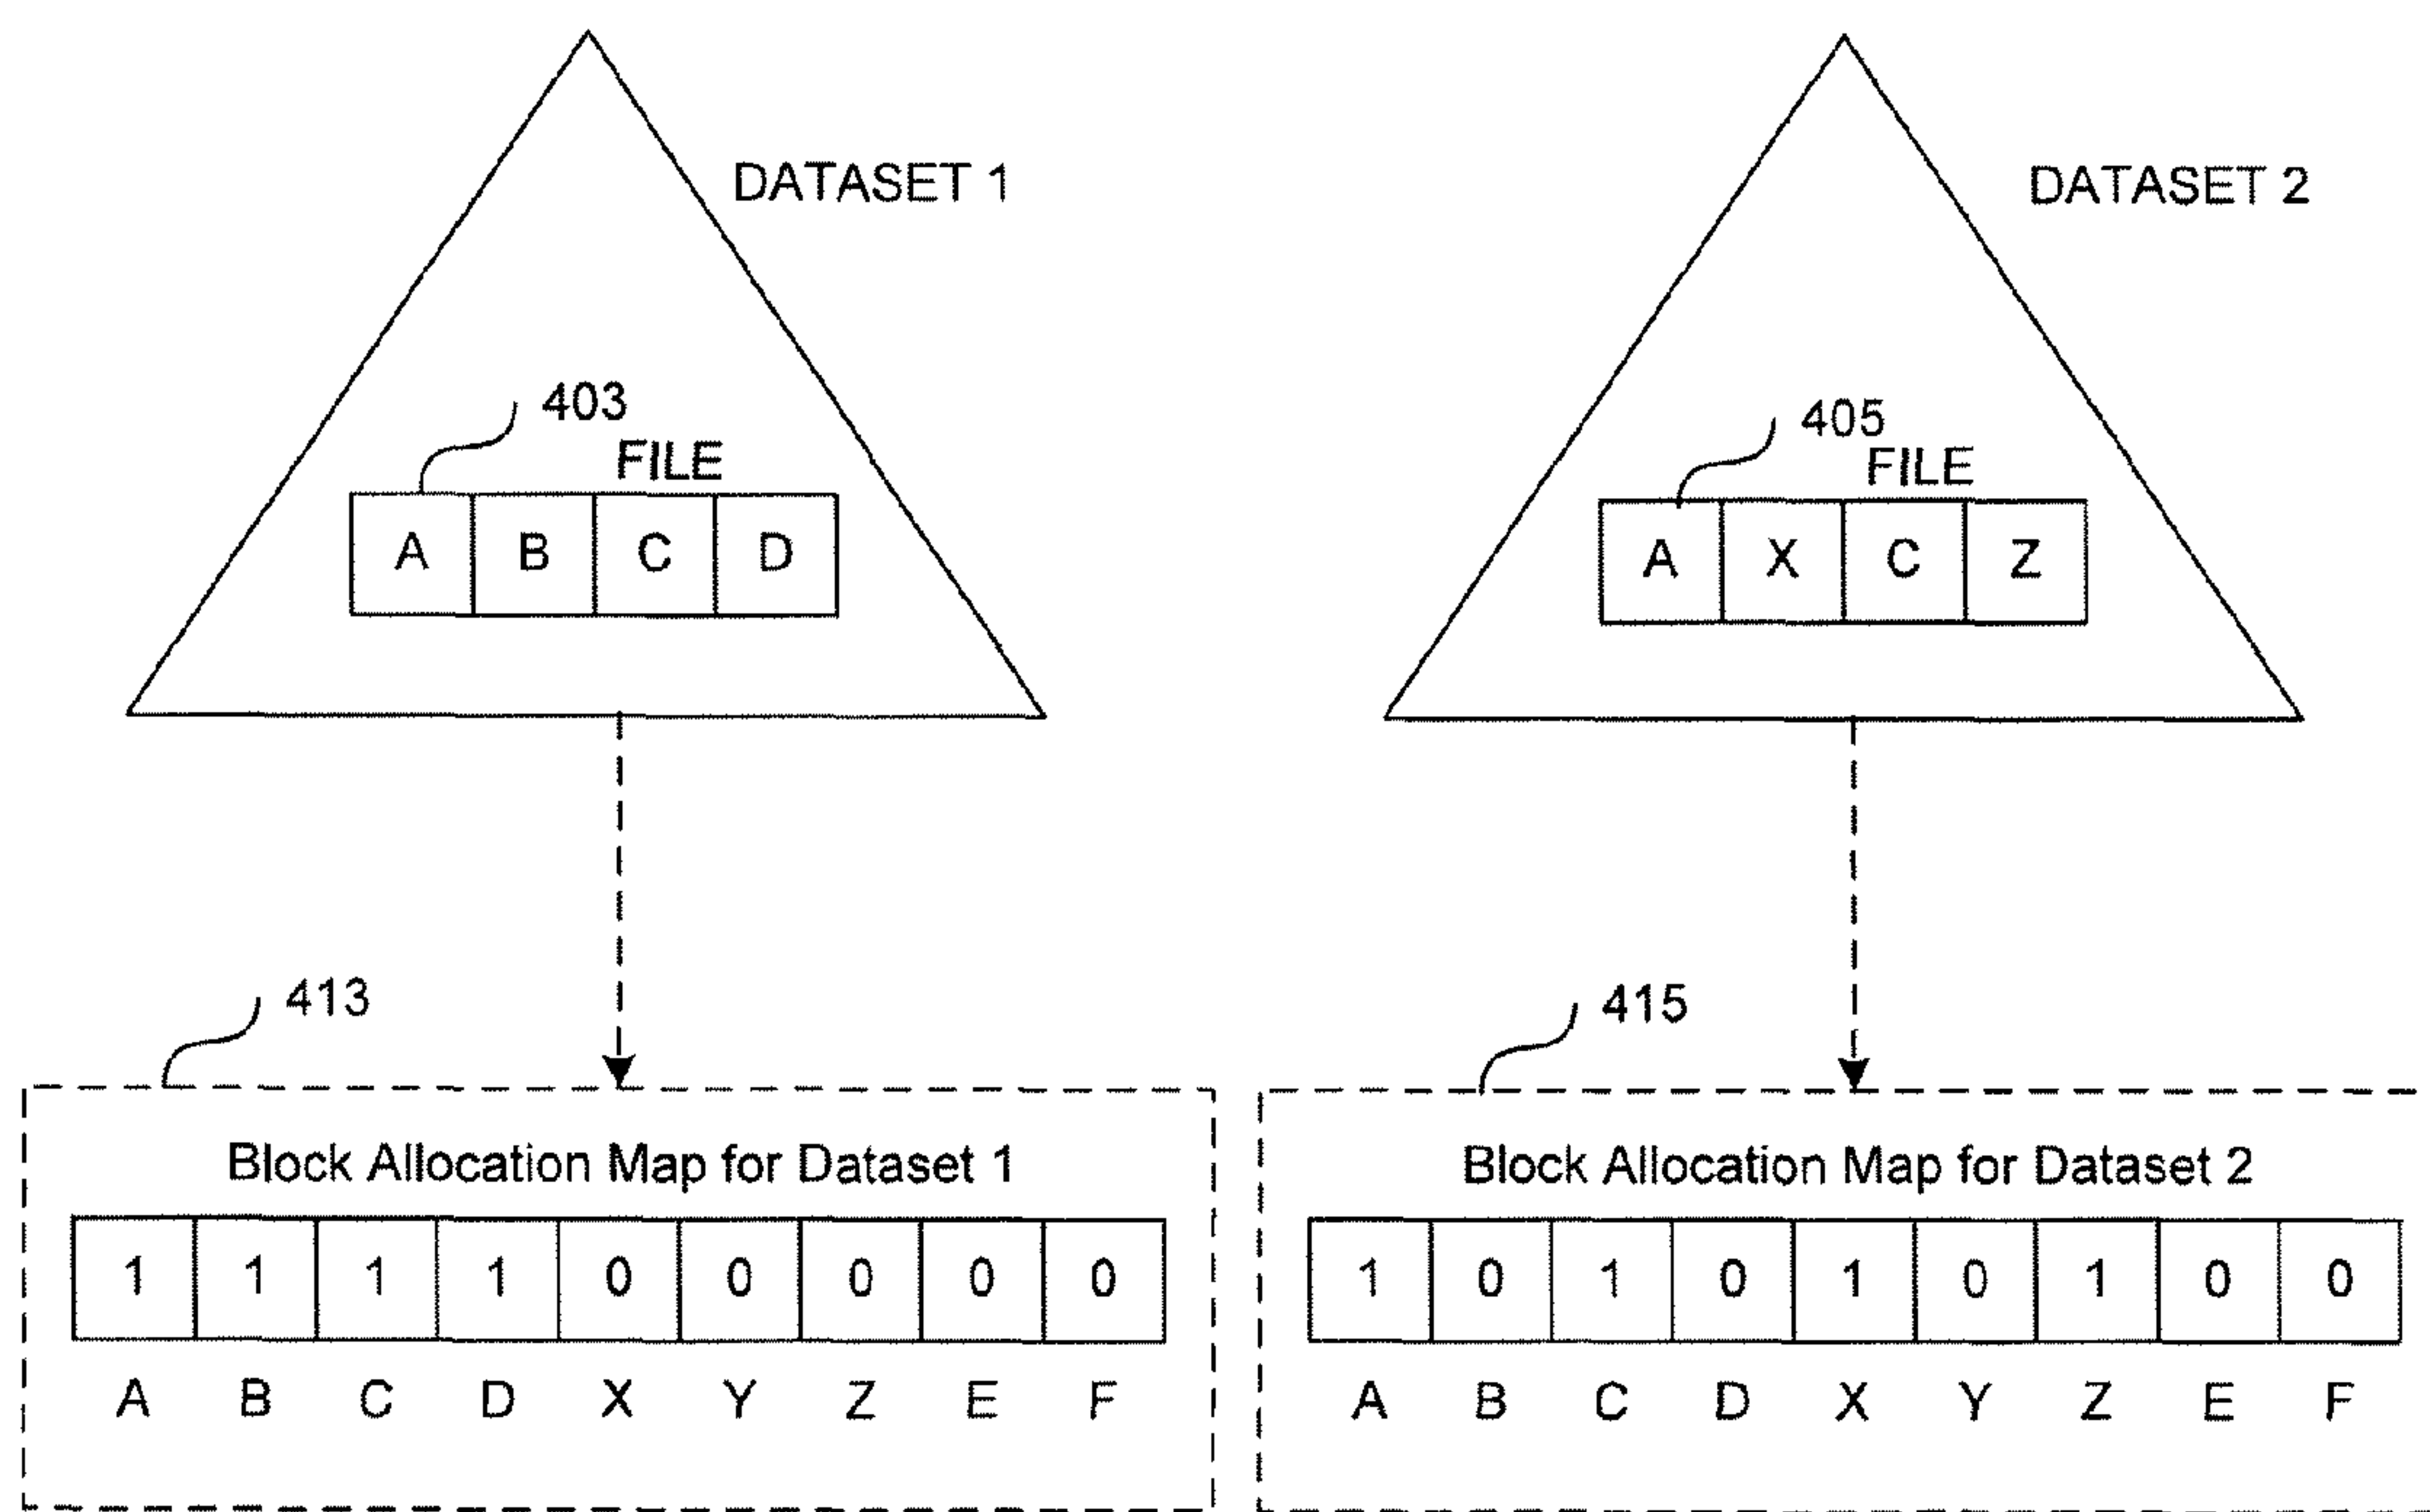 DATASET 1
403
FILE
A B C D
DATASET 2
405
FILE
A X C Z
413
Block Allocation Map for Dataset 1
1 1 1 1 0 0 0 0 0
A B C D X Y Z E F
415
Block Allocation Map for Dataset 2
1 0 1 0 1 0 1 0 0
A B C D X Y Z E F